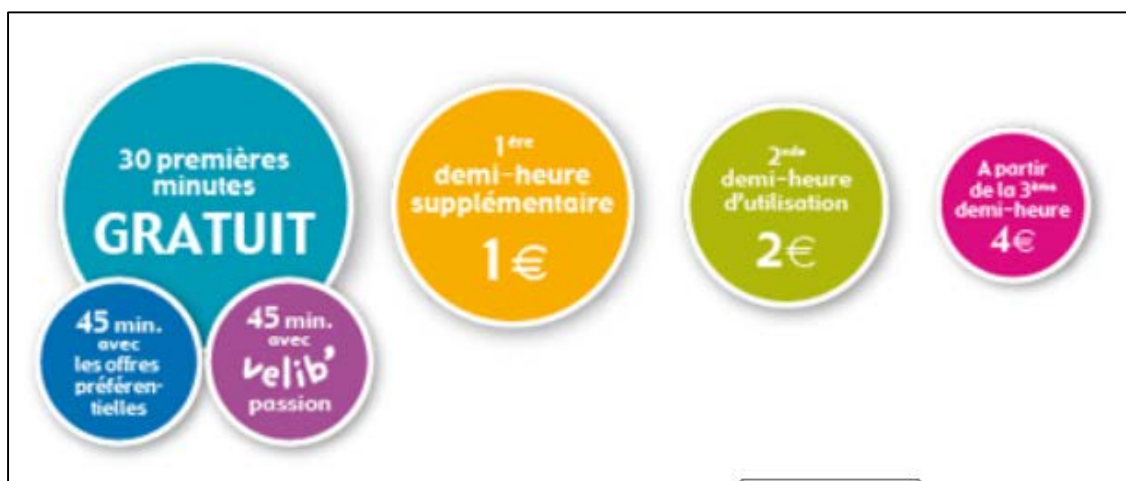 30 premières
minutes
GRATUIT
45 min.
avec
les offres
préféren-
tielles
45 min.
avec
velib'
passion
1ère
demi-heure
supplémentaire
1€
2nde
demi-heure
d'utilisation
2€
A partir
de la 3ème
demi-heure
4€